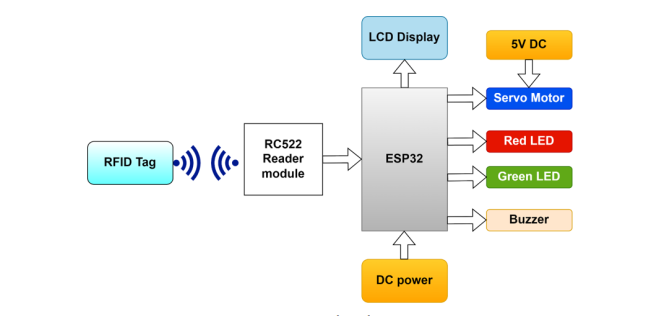 LCD Display
5V DC
Servo Motor
RC522
Reader
module
Red LED
ESP32
RFID Tag
Green LED
Buzzer
DC power